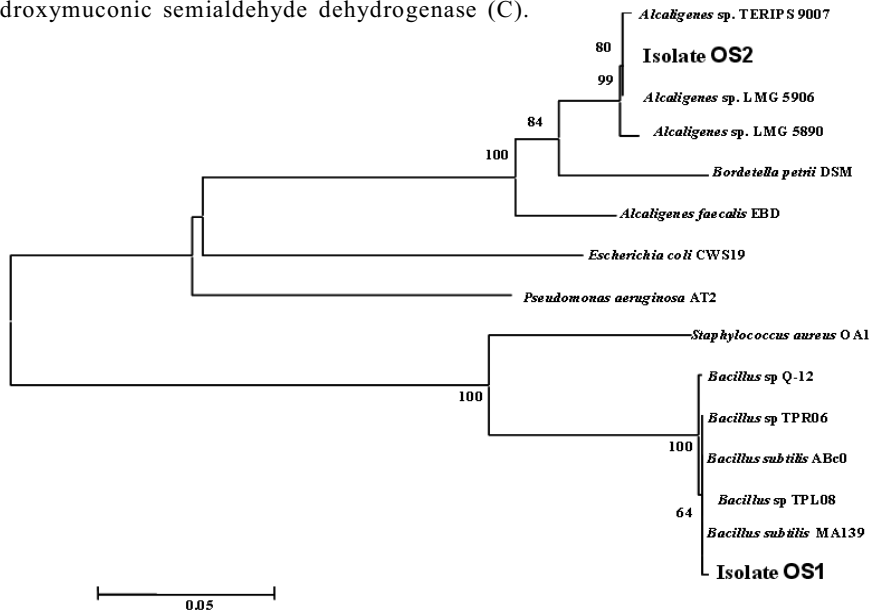 droxymuconic semialdehyde dehydrogenase (C).
Alcaligenes sp. TERIPS 9007
80
Isolate OS2
99
Alcaligenes sp. LMG 5906
84
Alcaligenes sp. LMG 5890
100
Bordetella petrii DSM
Alcaligenes faecalis EBD
Escherichia coli CWS19
Pseudomonas aeruginosa AT2
Staphylococcus aureus OA1
Bacillus sp Q-12
100
Bacillus sp TPR06
100
Bacillus subtilis ABc0
Bacillus sp TPL08
64
Bacillus subtilis MA139
Isolate OS1
0.05